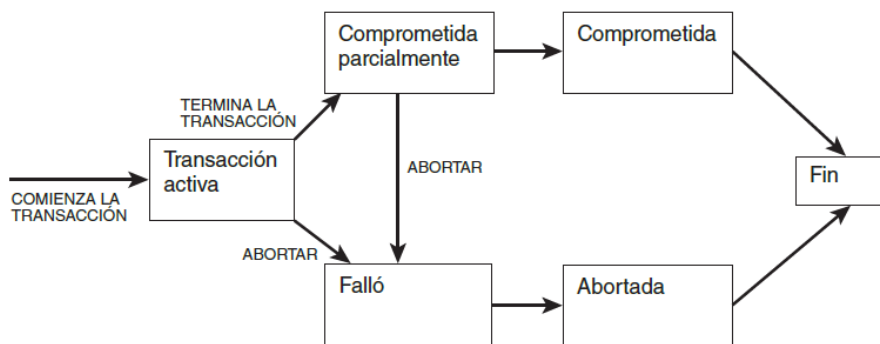 Comprometida
parcialmente
Comprometida
TERMINA LA
TRANSACCIÓN
Transacción
activa
ABORTAR
Fin
COMIENZA LA
TRANSACCIÓN
ABORTAR
Falló
Abortada